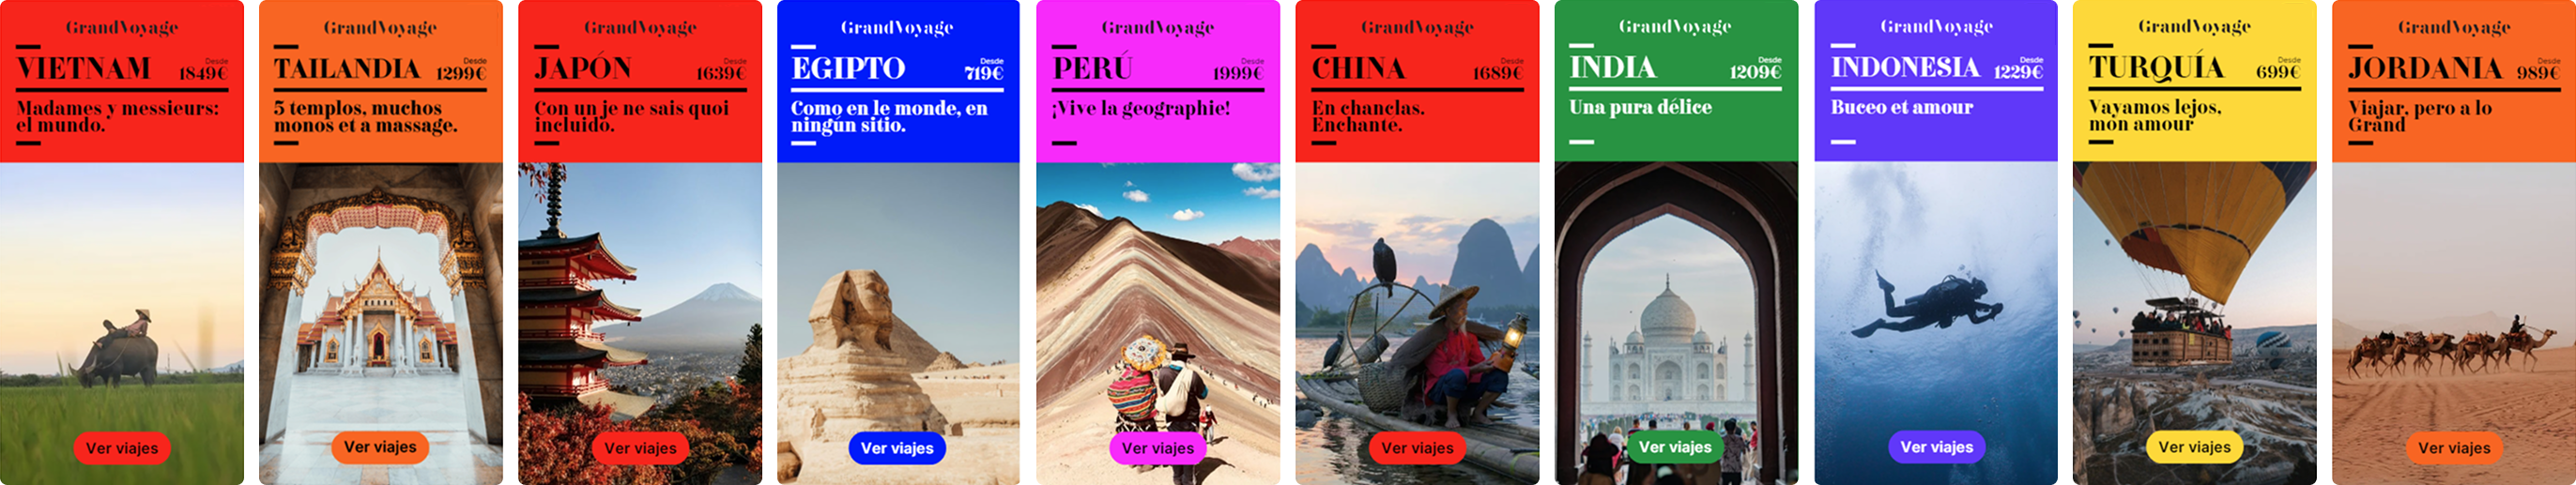 GrandVoyage
VIETNAM
Desde
1849€
Madames y messieurs:
el mundo.
Ver viajes
GrandVoyage
TAILANDIA
Desde
1299€
5 templos, muchos
monos et a massage.
Ver viajes
GrandVoyage
JAPÓN
Desde
1639€
Con un je ne sais quoi
incluido.
Ver viajes
GrandVoyage
EGIPTO
Desde
719€
Como en le monde, en
ningún sitio.
Ver viajes
GrandVoyage
PERÚ
Desde
1999€
¡Vive la geographie!
Ver viajes
GrandVoyage
CHINA
Desde
1689€
En chanclas.
Enchante.
Ver viajes
GrandVoyage
INDIA
Desde
1209€
Una pura délice
Ver viajes
GrandVoyage
INDONESIA
Desde
1229€
Buceo et amour
Ver viajes
GrandVoyage
TURQUÍA
Desde
699€
Vayamos lejos,
mon amour
Ver viajes
GrandVoyage
JORDANIA
Desde
989€
Viajar, pero a lo
Grand
Ver viajes